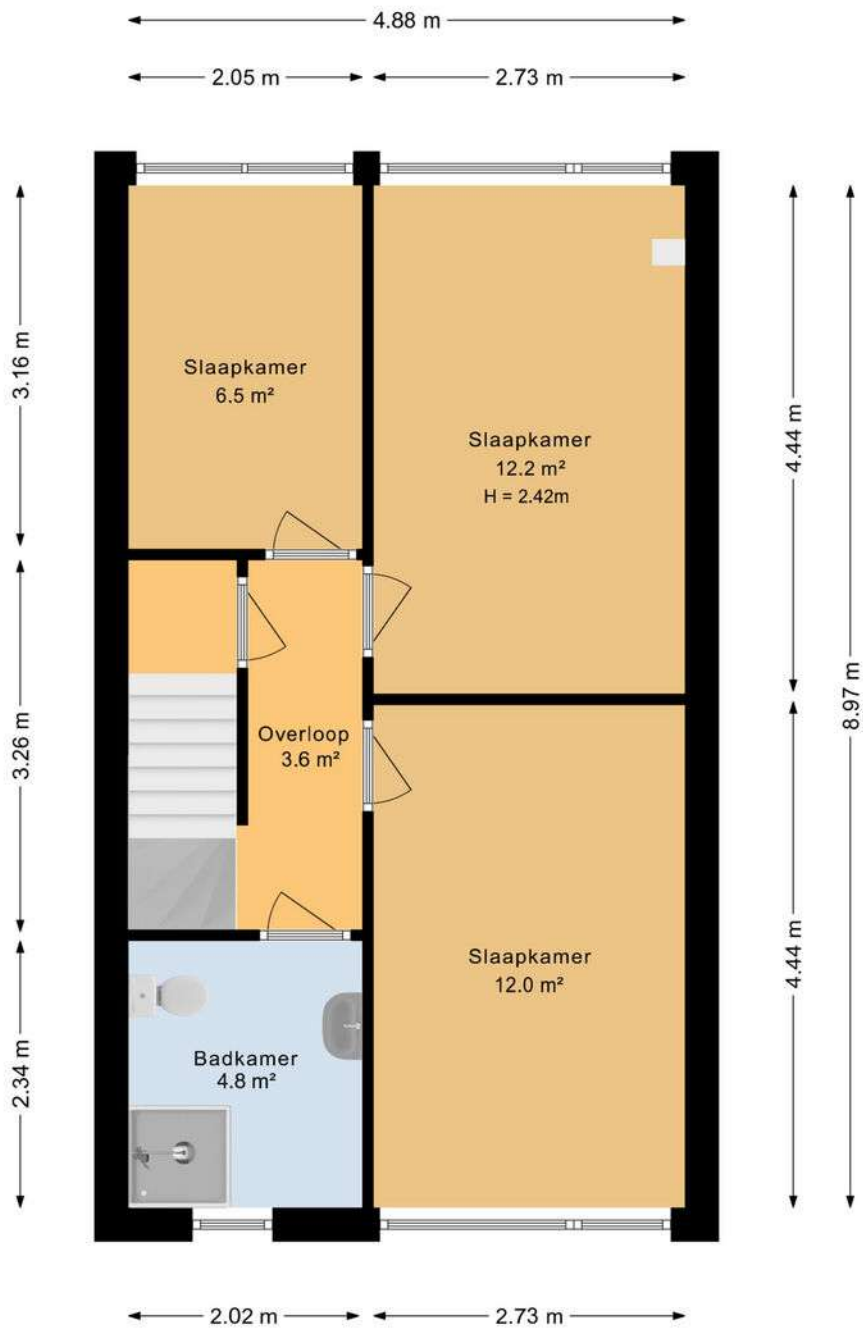 4.88 m
2.05 m
2.73 m
3.16 m
3.26 m
2.34 m
Slaapkamer
6.5 m²
Slaapkamer
12.2 m²
H = 2.42m
Overloop
3.6 m²
Slaapkamer
12.0 m²
Badkamer
4.8 m²
4.44 m
4.44 m
8.97 m
2.02 m
2.73 m